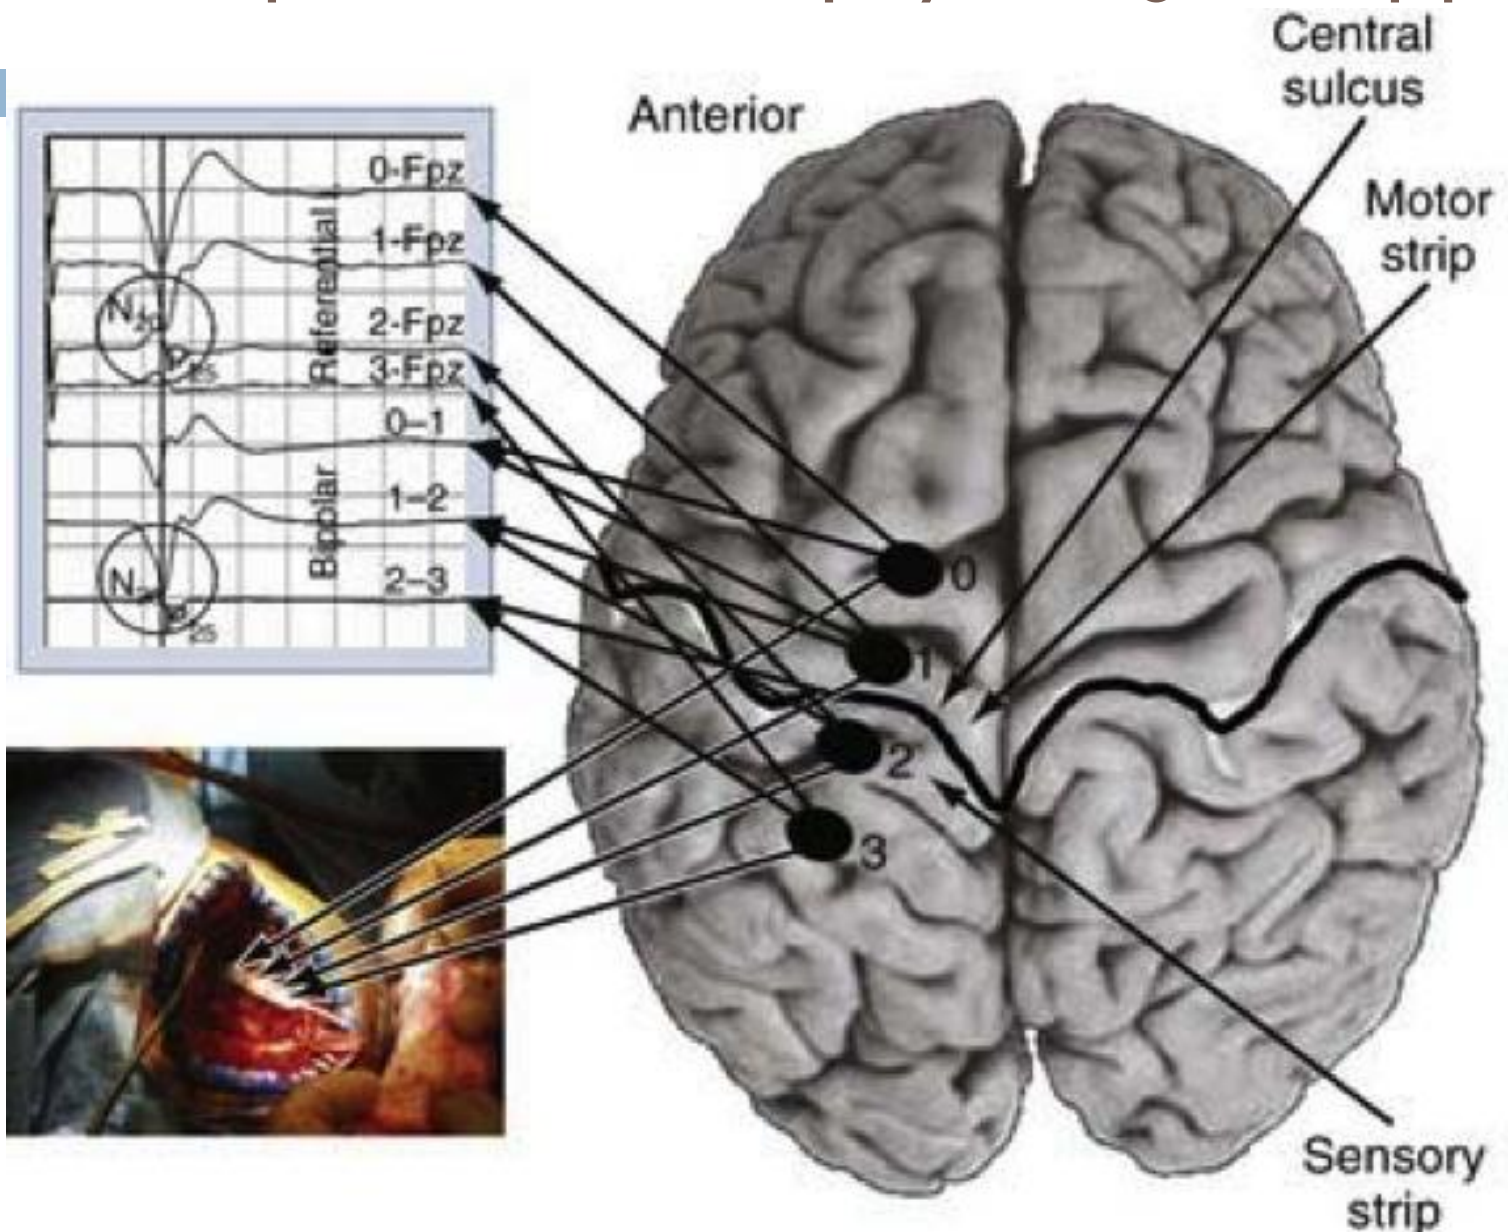 Anterior
Central
sulcus
Motor
strip
0-Fpz
1-Fpz
2-Fpz
3-Fpz
Referential
0–1
1–2
2–3
Bipolar
N
N
25
0
1
2
3
Sensory
strip